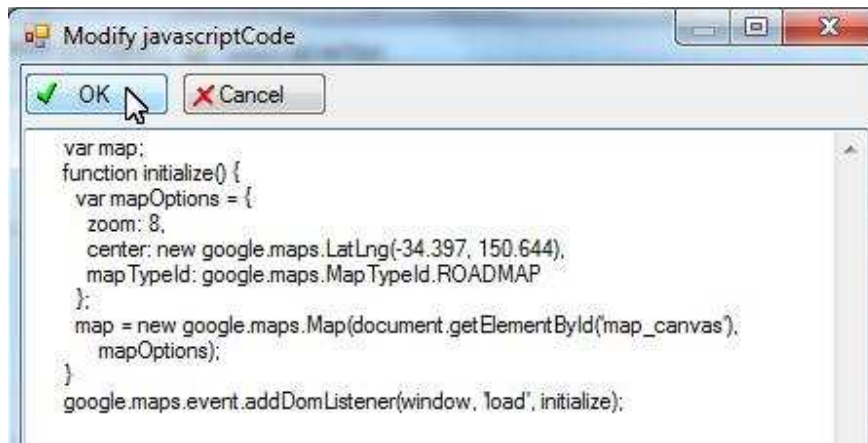 Modify javascriptCode
OK Cancel
var map;
function initialize() {
var mapOptions = {
zoom: 8,
center: new google.maps.LatLng(-34.397, 150.644),
mapTypeId: google.maps.MapTypeId.ROADMAP
};
map = new google.maps.Map(document.getElementById('map_canvas'),
mapOptions);
}
google.maps.event.addDomListener(window, 'load', initialize);